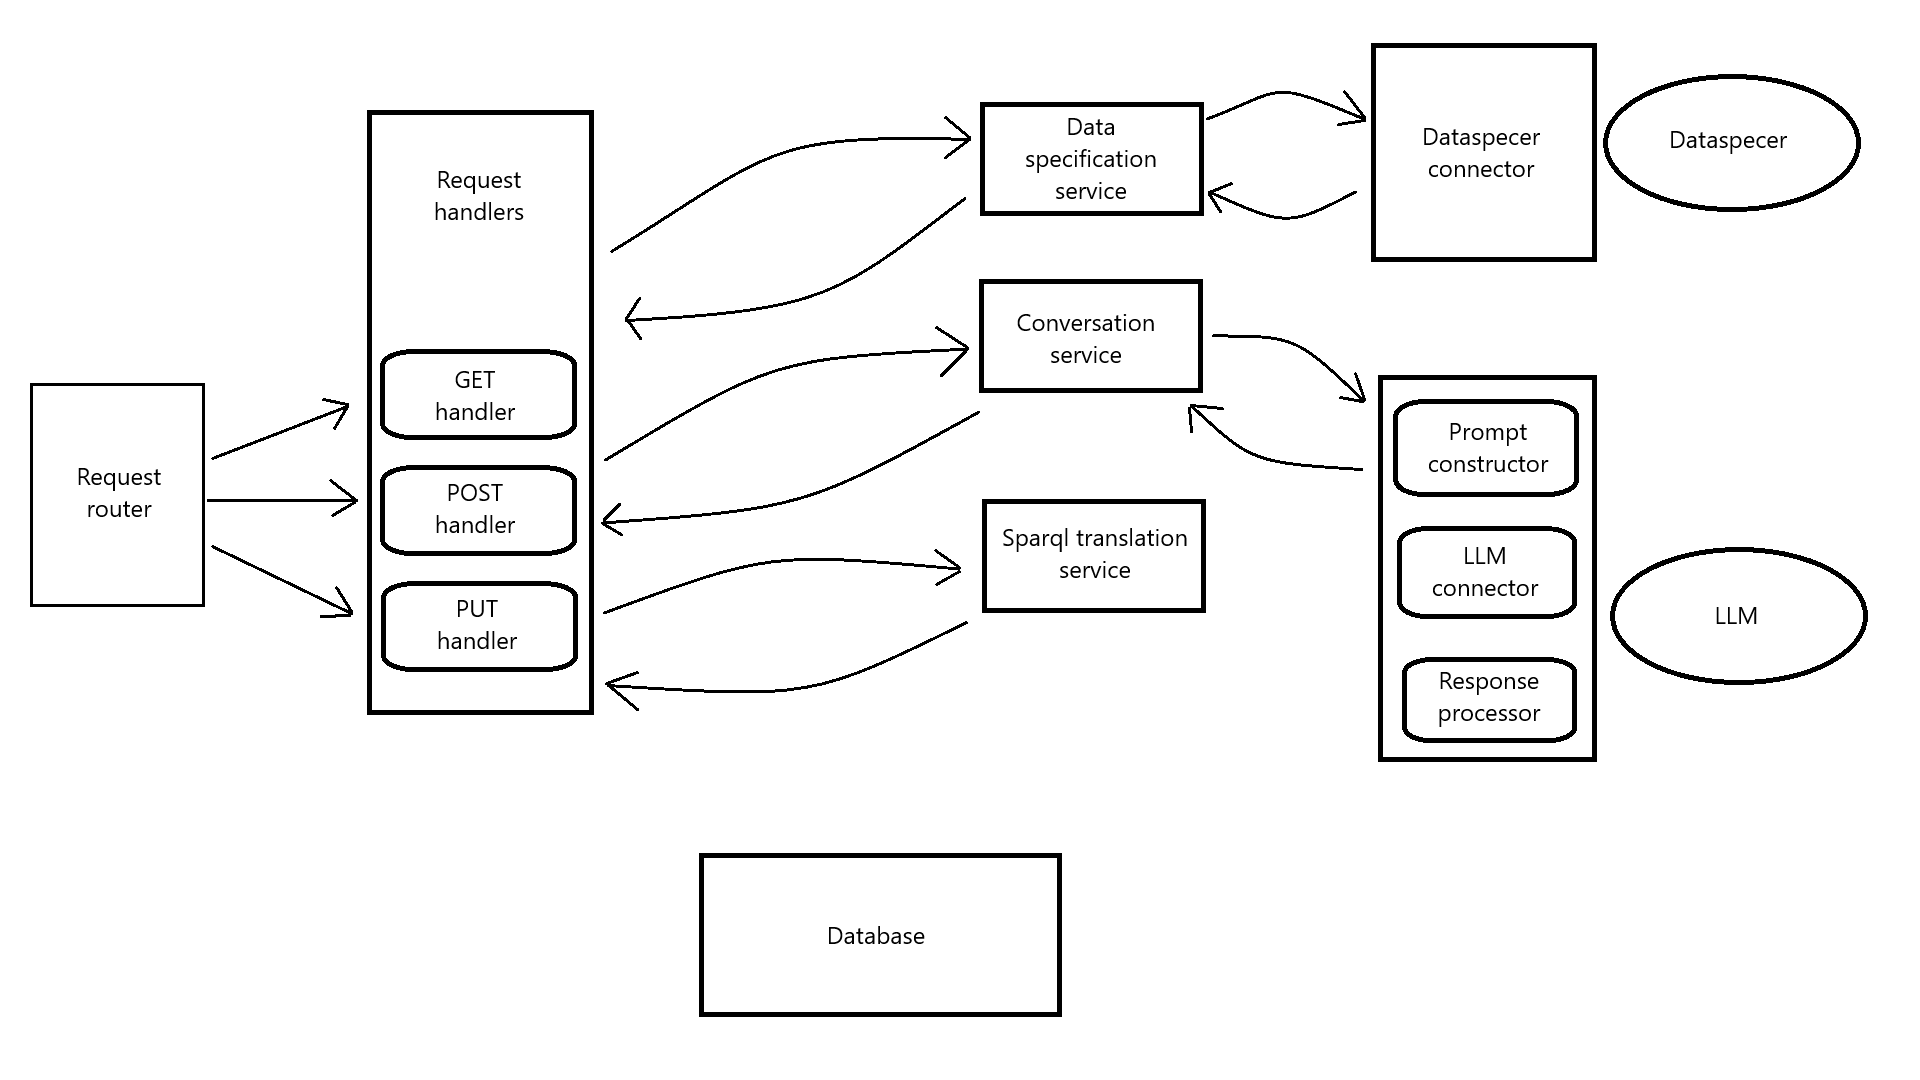 Request
router
Request
handlers
GET
handler
POST
handler
PUT
handler
Data
specification
service
Conversation
service
Sparql translation
service
Dataspecer
connector
Dataspecer
Prompt
constructor
LLM
connector
Response
processor
LLM
Database